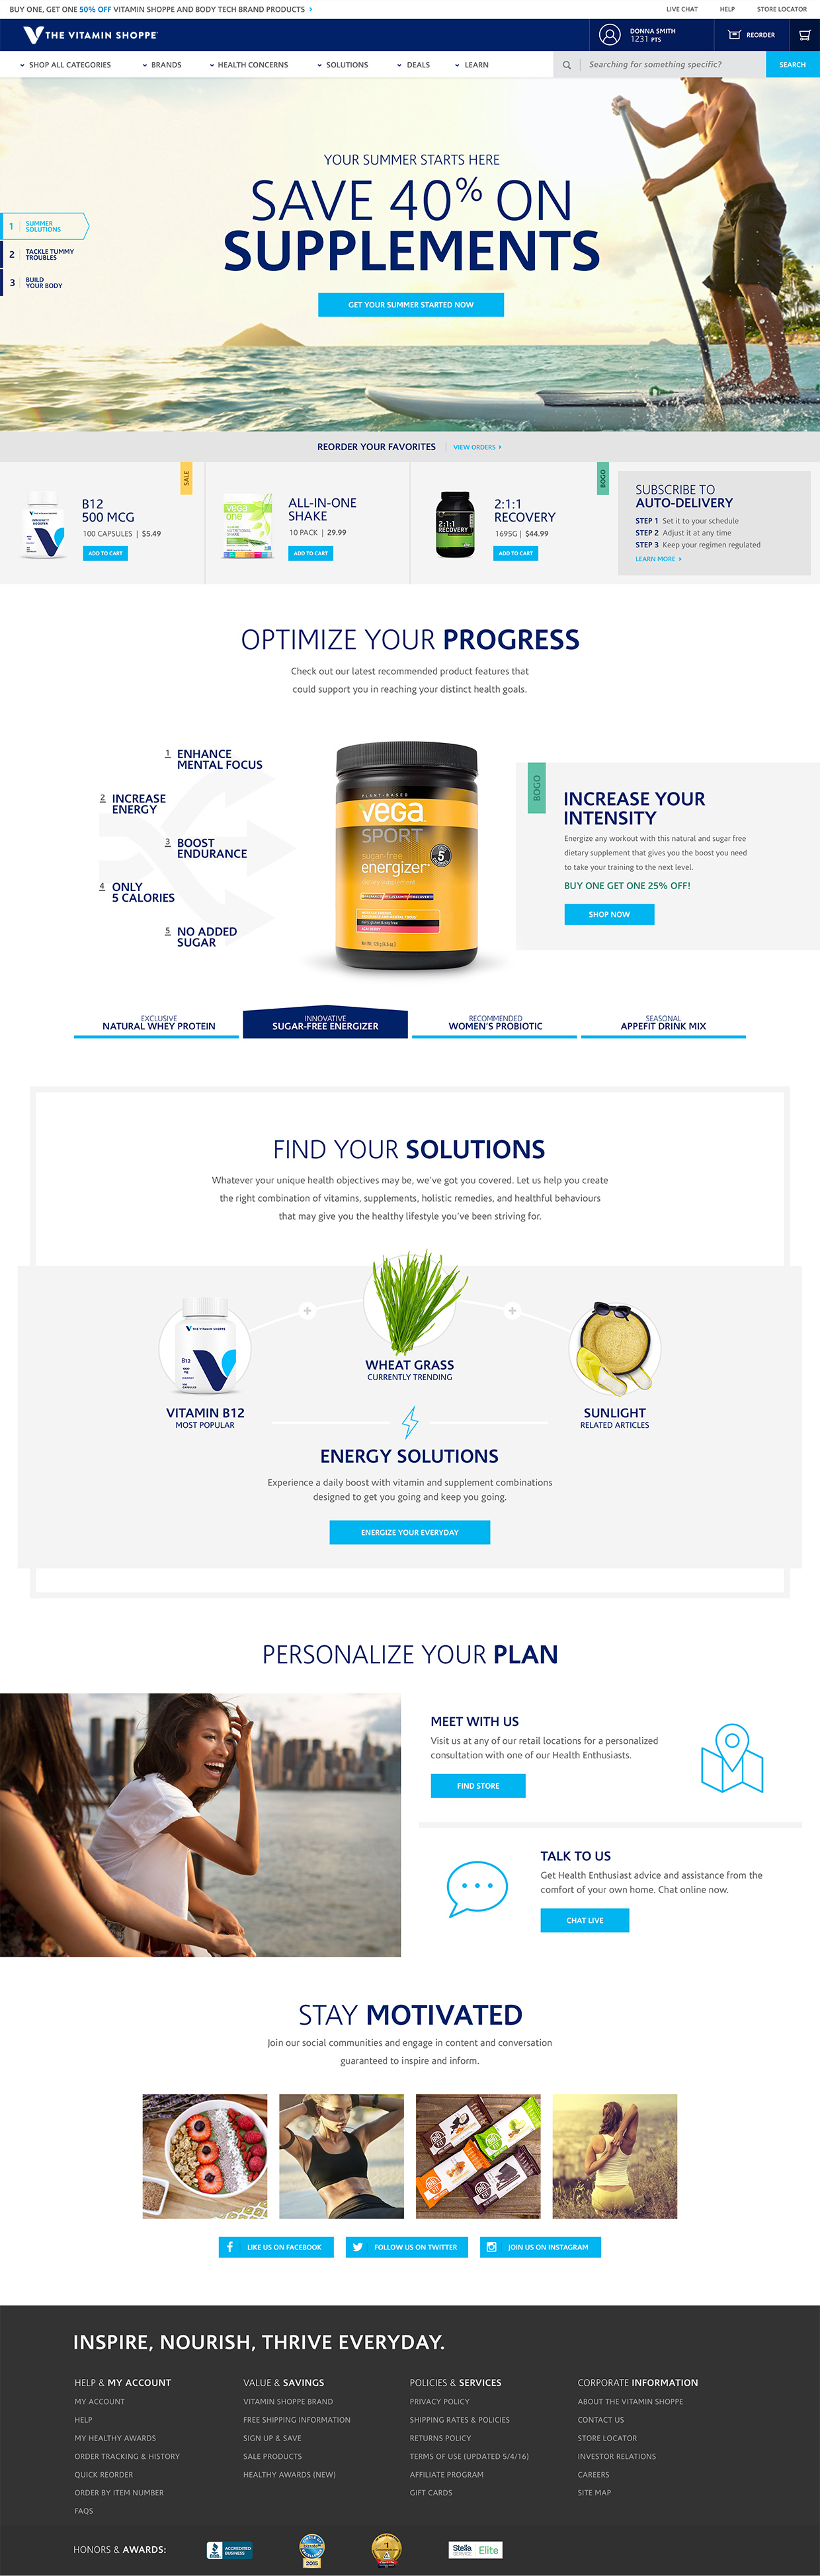 BUY ONE, GET ONE 50% OFF VITAMIN SHOPPE AND BODY TECH BRAND PRODUCTS
LIVE CHAT
HELP
STORE LOCATOR
THE VITAMIN SHOPPE
DONNA SMITH
1231 PTS
REORDER
SHOP ALL CATEGORIES
BRANDS
HEALTH CONCERNS
SOLUTIONS
DEALS
LEARN
Searching for something specific?
SEARCH
YOUR SUMMER STARTS HERE
SAVE 40% ON
SUPPLEMENTS
GET YOUR SUMMER STARTED NOW
1 SUMMER
SOLUTIONS
2 TACKLE TUMMY
TROUBLES
3 BUILD
YOUR BODY
REORDER YOUR FAVORITES
VIEW ORDERS
SALE
B12
500 MCG
100 CAPSULES | $5.49
ADD TO CART
vega
one
ALL-IN-ONE
SHAKE
10 PACK | 29.99
ADD TO CART
BOGO
2:1:1
RECOVERY
2:1:1
RECOVERY
1695G | $44.99
ADD TO CART
SUBSCRIBE TO
AUTO-DELIVERY
STEP 1 Set it to your schedule
STEP 2 Adjust it at any time
STEP 3 Keep your regimen regulated
LEARN MORE
OPTIMIZE YOUR PROGRESS
Check out our latest recommended product features that
could support you in reaching your distinct health goals.
1 ENHANCE
MENTAL FOCUS
2 INCREASE
ENERGY
3 BOOST
ENDURANCE
4 ONLY
5 CALORIES
5 NO ADDED
SUGAR
PLANT-BASED
vega
SPORT
sugar-free
energizer
dietary supplement
5
ACAI BERRY
BOGO
INCREASE YOUR
INTENSITY
Energize any workout with this natural and sugar free
dietary supplement that gives you the boost you need
to take your training to the next level.
BUY ONE GET ONE 25% OFF!
SHOP NOW
EXCLUSIVE
NATURAL WHEY PROTEIN
INNOVATIVE
SUGAR-FREE ENERGIZER
RECOMMENDED
WOMEN'S PROBIOTIC
SEASONAL
APPEFIT DRINK MIX
FIND YOUR SOLUTIONS
Whatever your unique health objectives may be, we've got you covered. Let us help you create
the right combination of vitamins, supplements, holistic remedies, and healthful behaviours
that may give you the healthy lifestyle you've been striving for.
THE VITAMIN SHOPPE
B12
WHEAT GRASS
CURRENTLY TRENDING
VITAMIN B12
MOST POPULAR
SUNLIGHT
RELATED ARTICLES
ENERGY SOLUTIONS
Experience a daily boost with vitamin and supplement combinations
designed to get you going and keep you going.
ENERGIZE YOUR EVERYDAY
PERSONALIZE YOUR PLAN
MEET WITH US
Visit us at any of our retail locations for a personalized
consultation with one of our Health Enthusiasts.
FIND STORE
TALK TO US
Get Health Enthusiast advice and assistance from the
comfort of your own home. Chat online now.
CHAT LIVE
STAY MOTIVATED
Join our social communities and engage in content and conversation
guaranteed to inspire and inform.
LIKE US ON FACEBOOK
FOLLOW US ON TWITTER
JOIN US ON INSTAGRAM
INSPIRE, NOURISH, THRIVE EVERYDAY.
HELP & MY ACCOUNT
MY ACCOUNT
HELP
MY HEALTHY AWARDS
ORDER TRACKING & HISTORY
QUICK REORDER
ORDER BY ITEM NUMBER
FAQS
VALUE & SAVINGS
VITAMIN SHOPPE BRAND
FREE SHIPPING INFORMATION
SIGN UP & SAVE
SALE PRODUCTS
HEALTHY AWARDS (NEW)
POLICIES & SERVICES
PRIVACY POLICY
SHIPPING RATES & POLICIES
RETURNS POLICY
TERMS OF USE (UPDATED 5/4/16)
AFFILIATE PROGRAM
GIFT CARDS
CORPORATE INFORMATION
ABOUT THE VITAMIN SHOPPE
CONTACT US
STORE LOCATOR
INVESTOR RELATIONS
CAREERS
SITE MAP
HONORS & AWARDS:
BBB
ACCREDITED
BUSINESS
2015
Stella
SERVICE
Elite